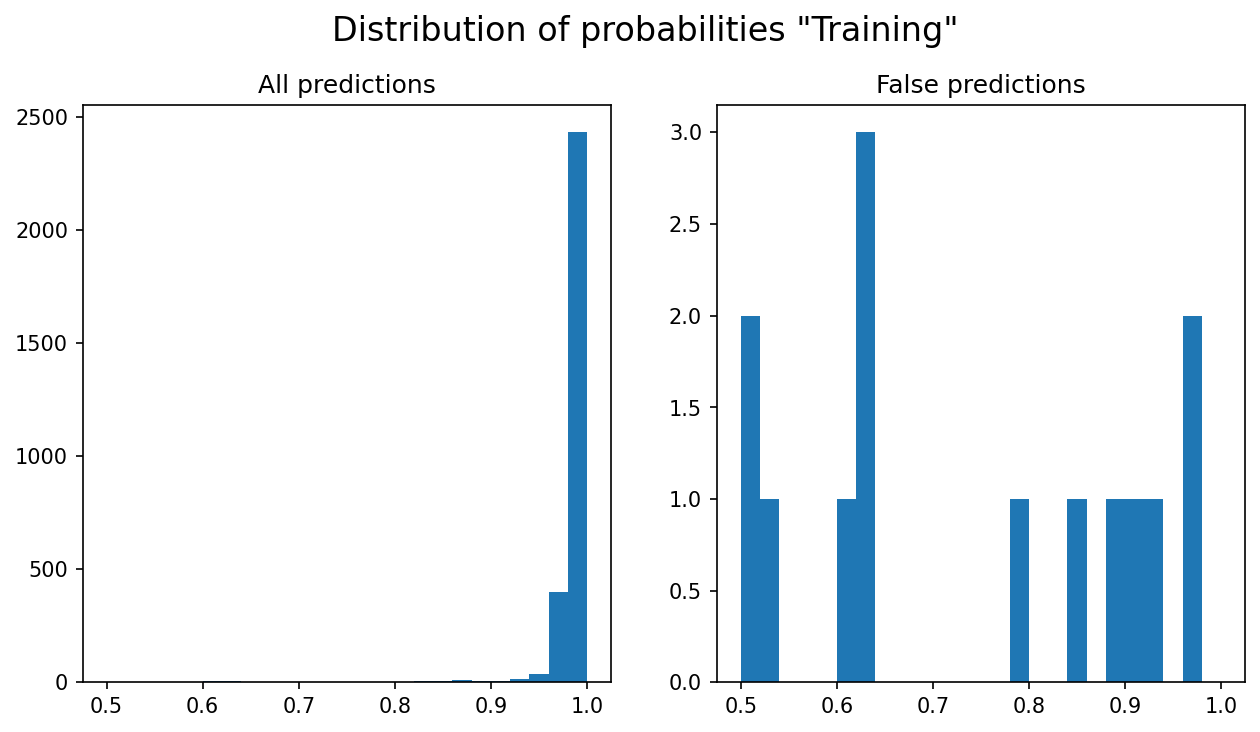 Distribution of probabilities "Training"
All predictions
False predictions
2500
2000
1500
1000
500
0
0.5 0.6 0.7 0.8 0.9 1.0
3.0
2.5
2.0
1.5
1.0
0.5
0.0
0.5 0.6 0.7 0.8 0.9 1.0